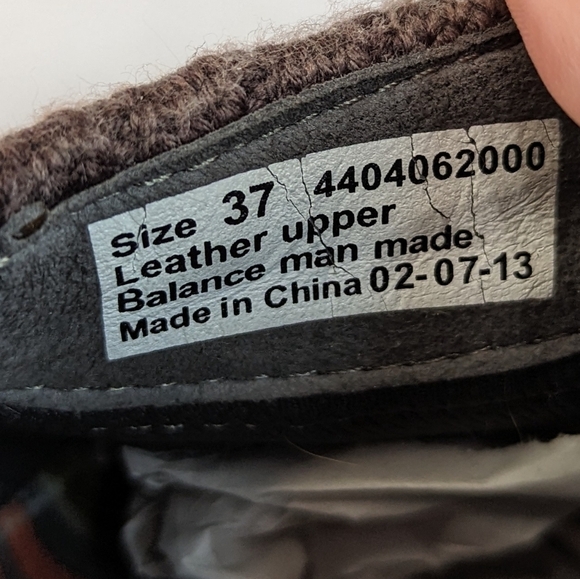 Size 37 4404062000
Leather upper
Balance man made
Made in China 02-07-13